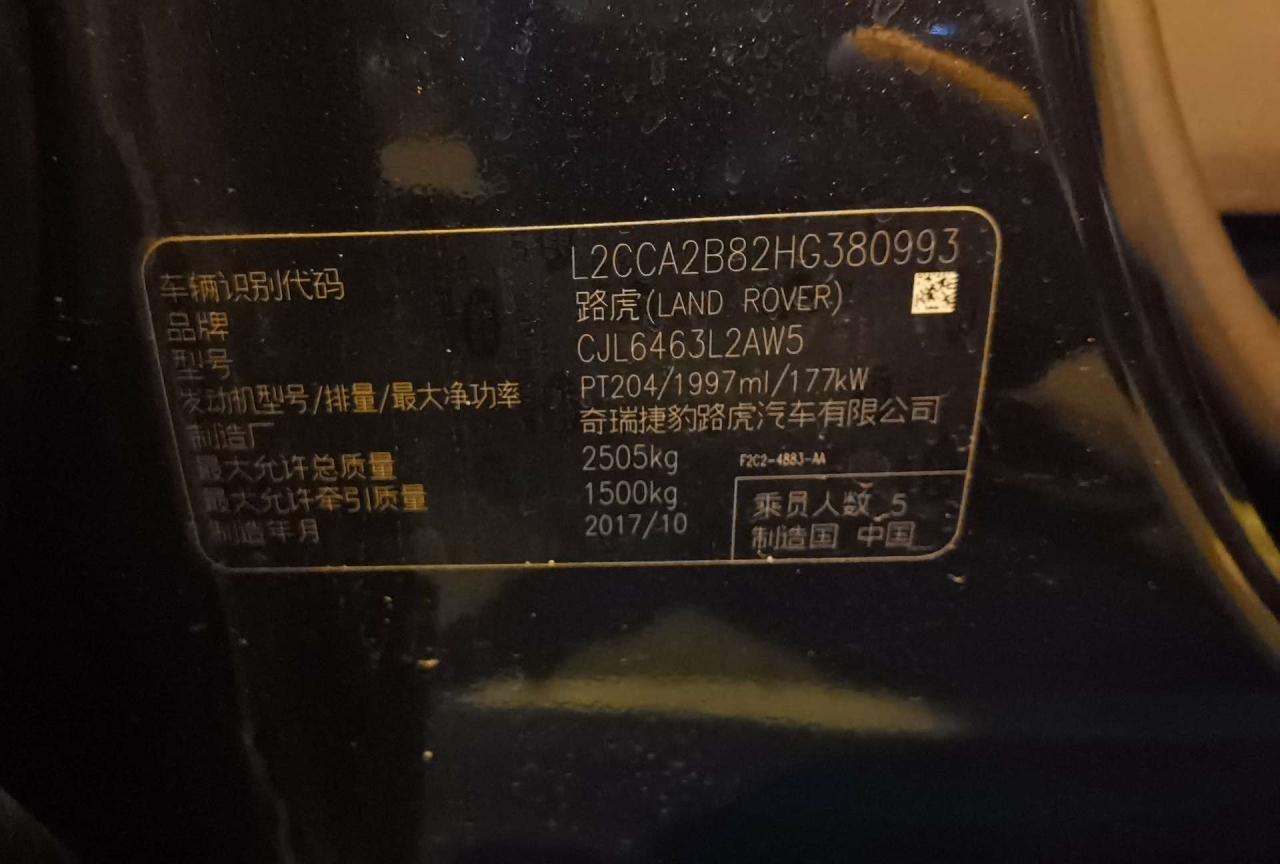 车辆识别代码 L2CCA2B82HG380993
品牌 路虎(LAND ROVER)
型号 CJL6463L2AW5
发动机型号/排量/最大净功率 PT204/1997ml/177kW
制造厂 奇瑞捷豹路虎汽车有限公司
最大允许总质量 2505kg F2C2-4883-AA
最大允许牵引质量 1500kg 乘员人数 5
制造年月 2017/10 制造国 中国